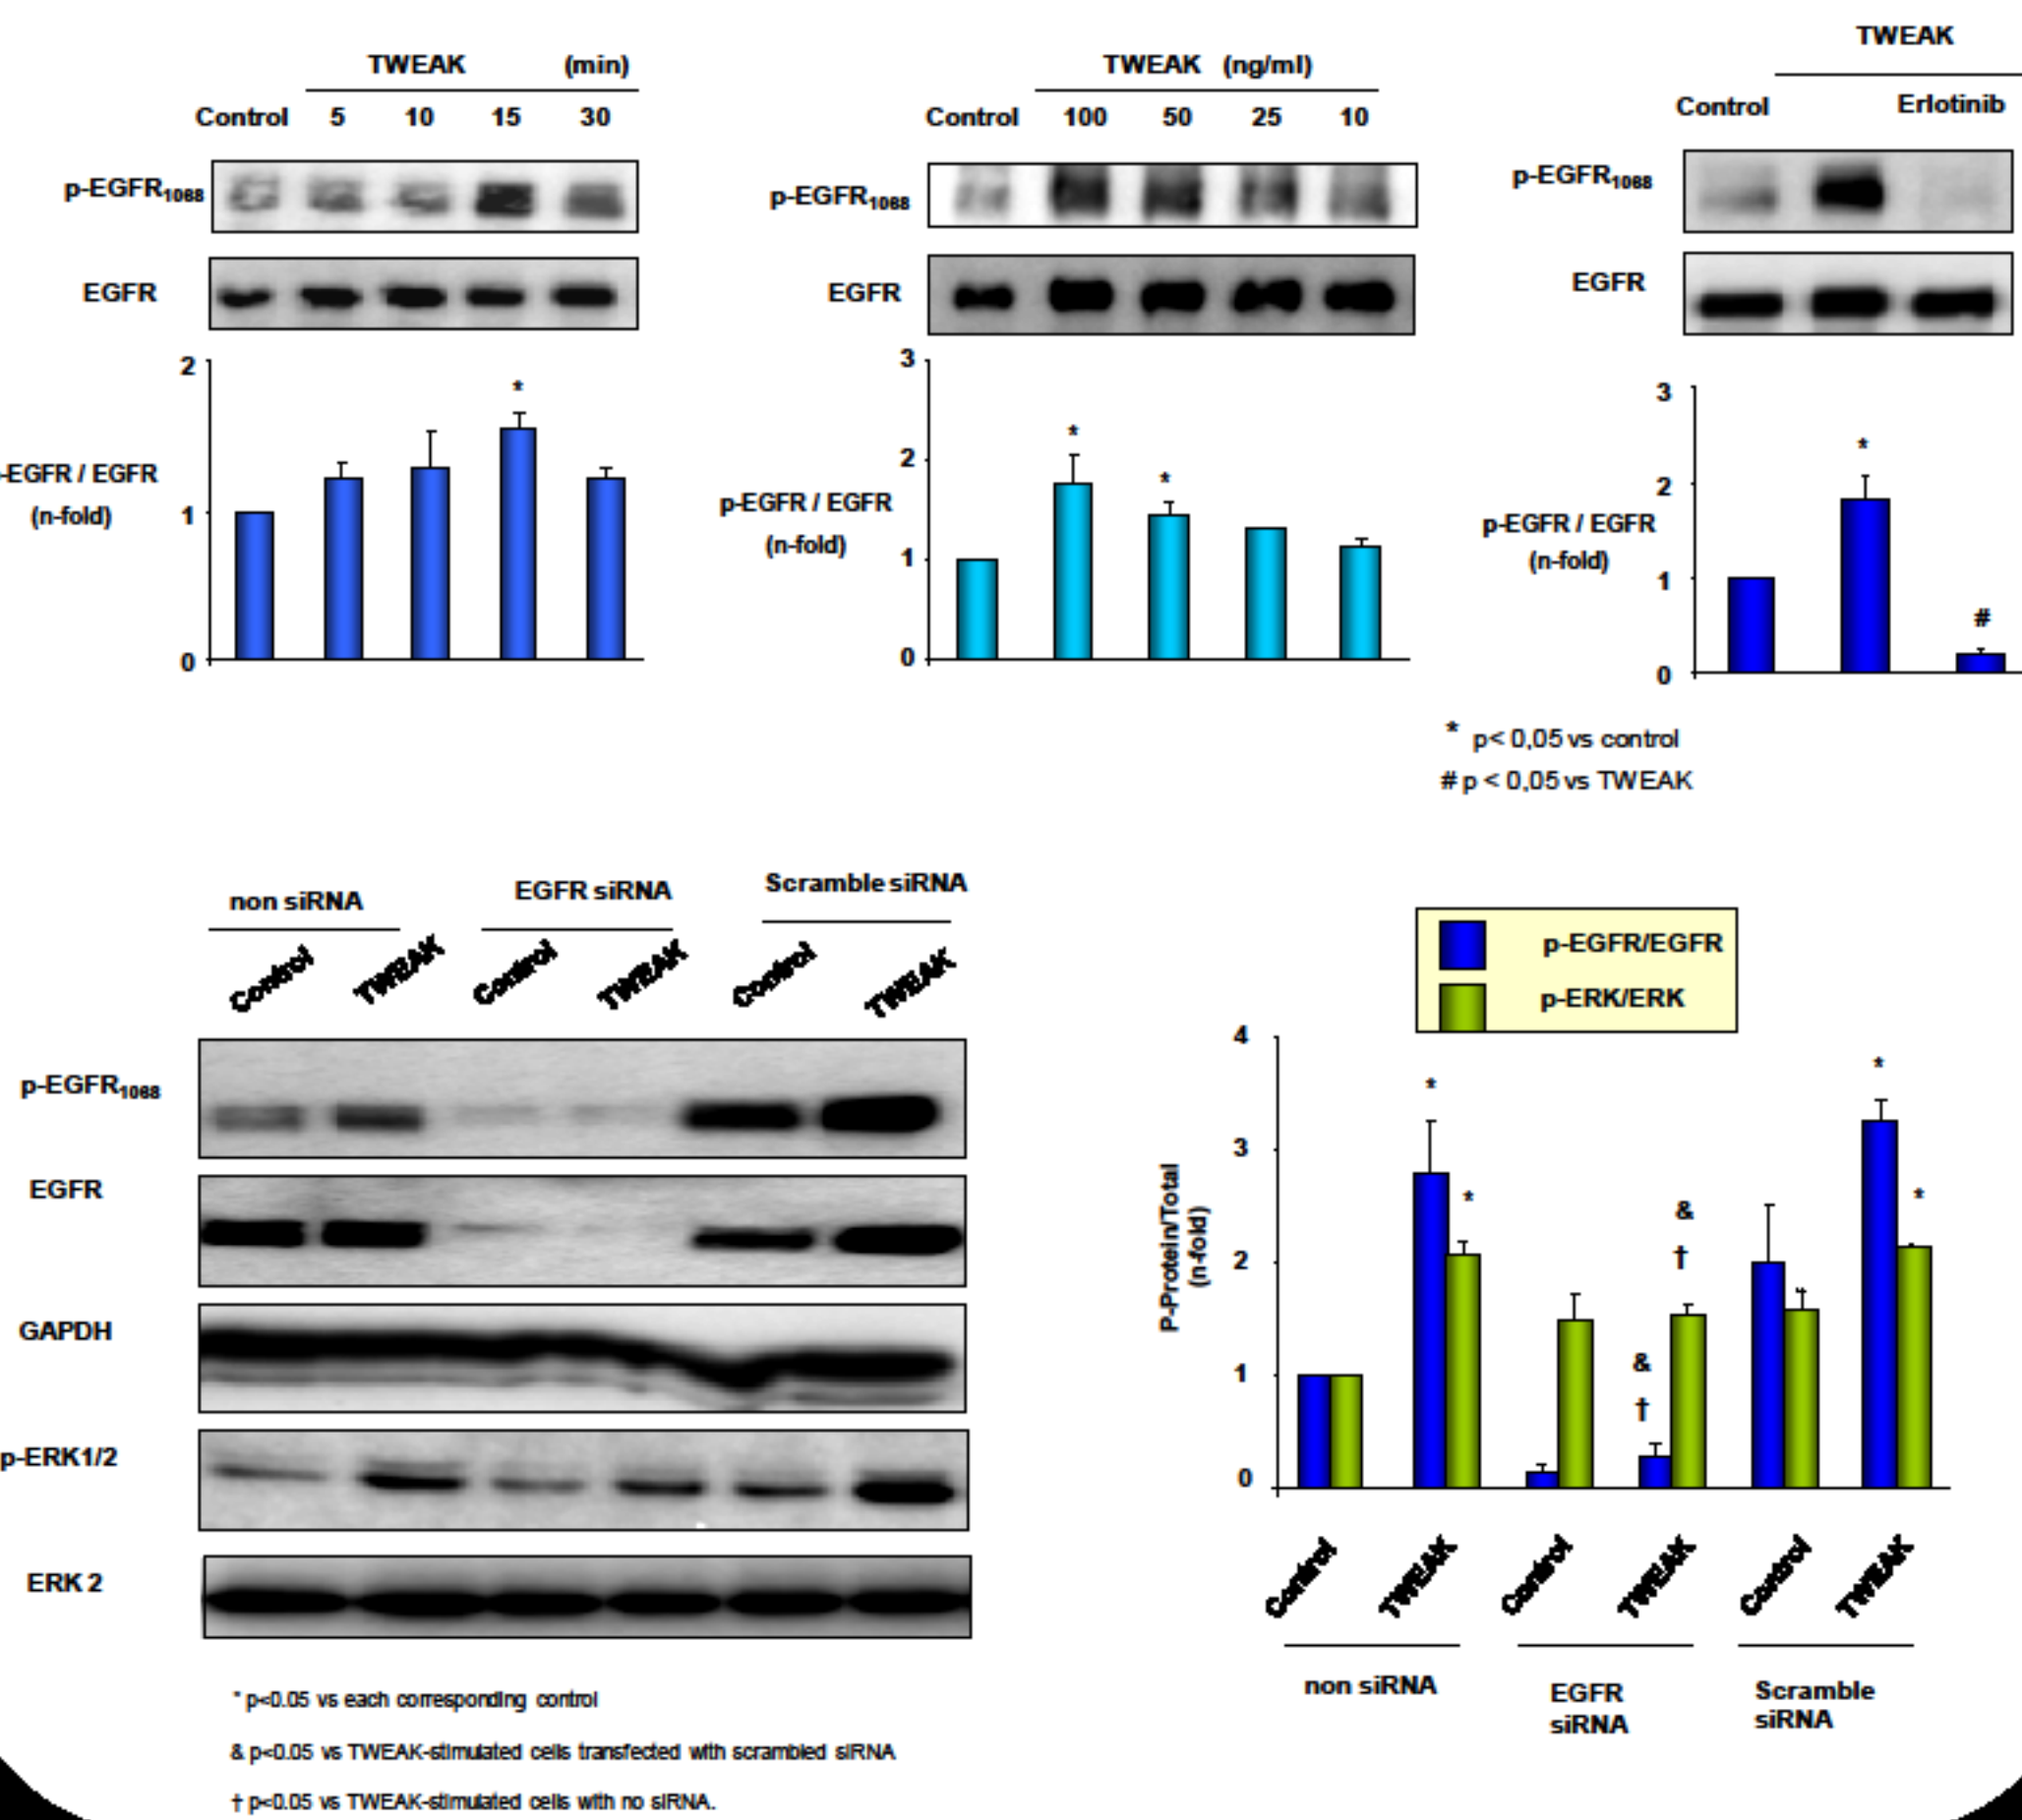 TWEAK (min)
Control 5 10 15 30
p-EGFR1068
EGFR
2
*
-EGFR / EGFR
(n-fold)
1
0
TWEAK (ng/ml)
Control 100 50 25 10
p-EGFR1068
EGFR
3
*
2
*
p-EGFR / EGFR
(n-fold)
1
0
TWEAK
Control Erlotinib
p-EGFR1068
EGFR
3
*
2
p-EGFR / EGFR
(n-fold)
1
#
0
* p< 0,05 vs control
# p < 0,05 vs TWEAK
non siRNA EGFR siRNA Scramble siRNA
Control TWEAK Control TWEAK Control TWEAK
p-EGFR1068
EGFR
GAPDH
p-ERK1/2
ERK 2
* p<0.05 vs each corresponding control
& p<0.05 vs TWEAK-stimulated cells transfected with scrambled siRNA
† p<0.05 vs TWEAK-stimulated cells with no siRNA.
p-EGFR/EGFR
p-ERK/ERK
P-Protein/Total
(n-fold)
4
3
2
1
0
* * & † & † * *
Control TWEAK Control TWEAK Control TWEAK
non siRNA
EGFR
siRNA
Scramble
siRNA